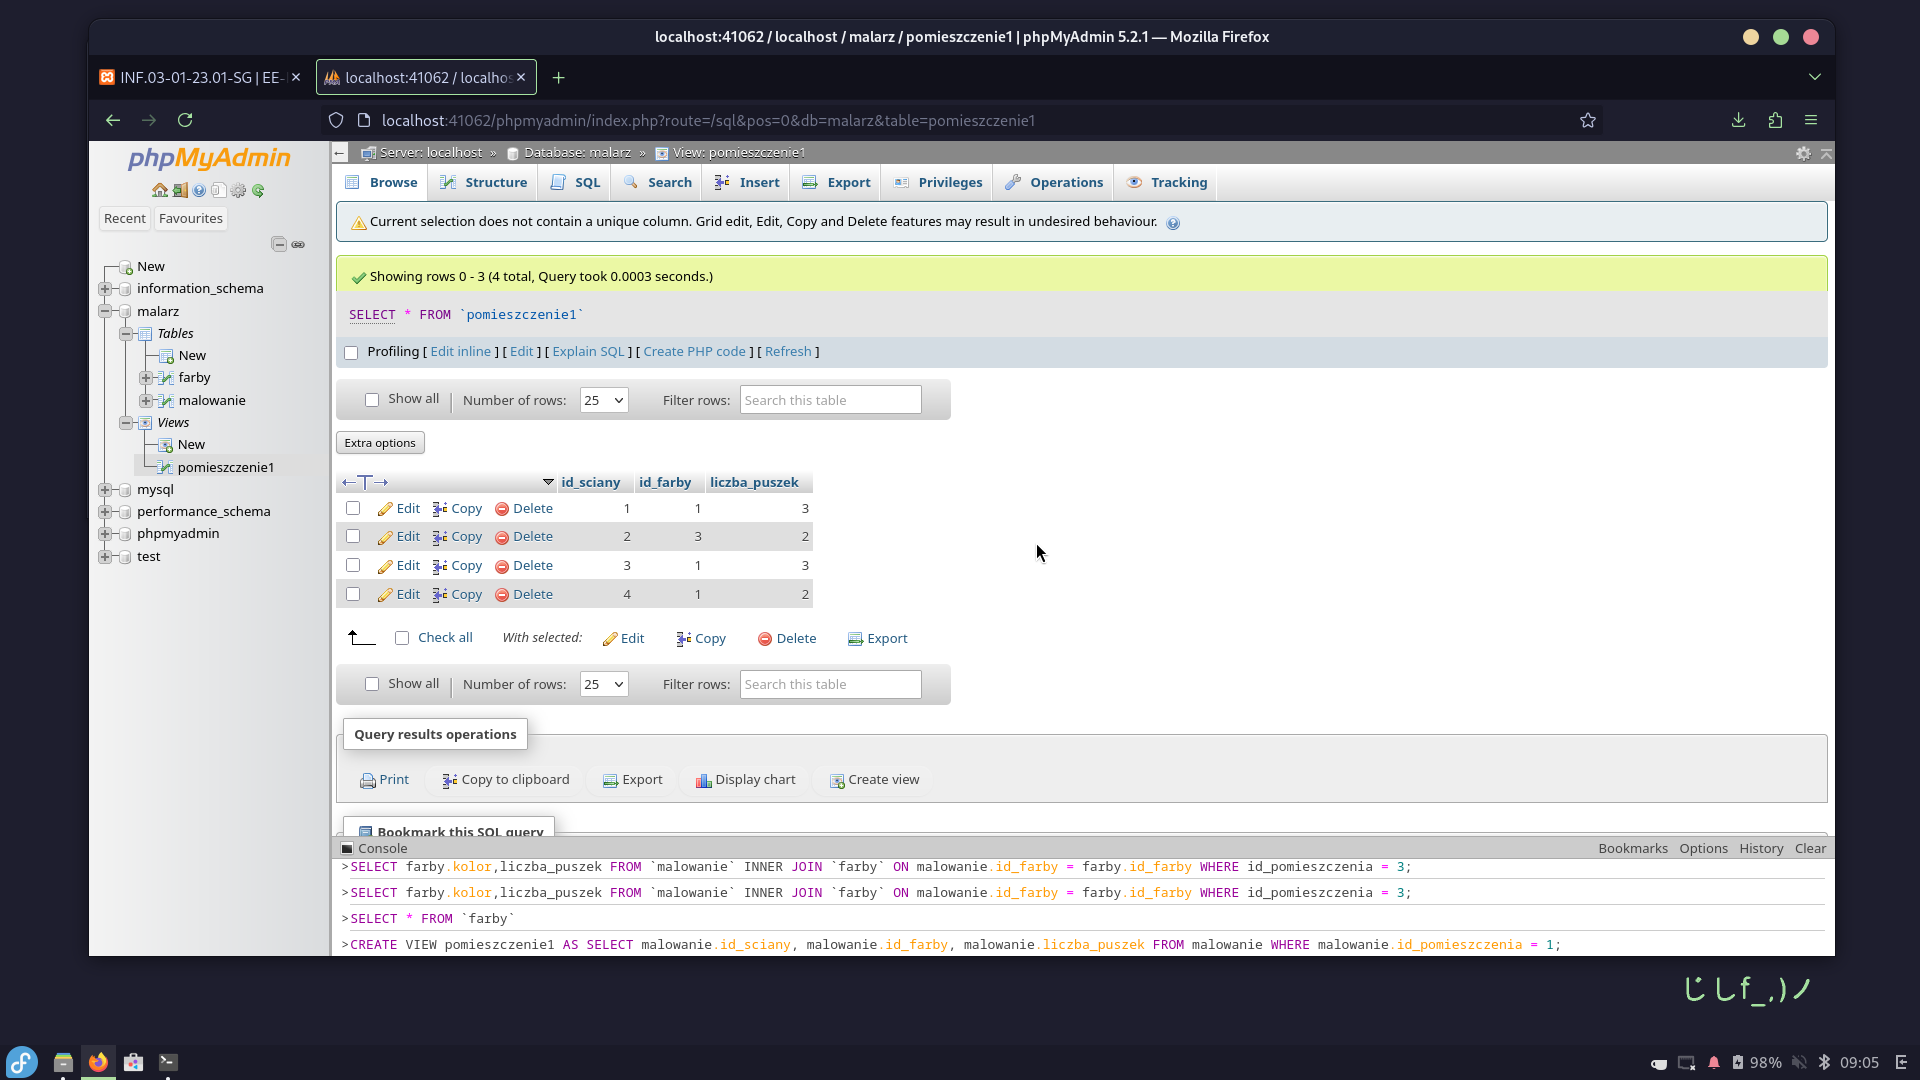 localhost:41062 / localhost / malarz / pomieszczenie1 | phpMyAdmin 5.2.1 — Mozilla Firefox
INF.03-01-23.01-SG | EE-
localhost:41062 / localhos
localhost:41062/phpmyadmin/index.php?route=/sql&pos=0&db=malarz&table=pomieszczenie1
phpMyAdmin
Recent Favourites
New
information_schema
malarz
Tables
New
farby
malowanie
Views
New
pomieszczenie1
mysql
performance_schema
phpmyadmin
test
Server: localhost » Database: malarz » View: pomieszczenie1
Browse Structure SQL Search Insert Export Privileges Operations Tracking
Current selection does not contain a unique column. Grid edit, Edit, Copy and Delete features may result in undesired behaviour.
Showing rows 0 - 3 (4 total, Query took 0.0003 seconds.)
SELECT * FROM `pomieszczenie1`
Profiling [ Edit inline ] [ Edit ] [ Explain SQL ] [ Create PHP code ] [ Refresh ]
Show all | Number of rows: 25 Filter rows: Search this table
Extra options
←T→ id_sciany id_farby liczba_puszek
Edit Copy Delete 1 1 3
Edit Copy Delete 2 3 2
Edit Copy Delete 3 1 3
Edit Copy Delete 4 1 2
Check all With selected: Edit Copy Delete Export
Show all | Number of rows: 25 Filter rows: Search this table
Query results operations
Print Copy to clipboard Export Display chart Create view
Bookmark this SQL query
Console Bookmarks Options History Clear
>SELECT farby.kolor,liczba_puszek FROM `malowanie` INNER JOIN `farby` ON malowanie.id_farby = farby.id_farby WHERE id_pomieszczenia = 3;
>SELECT farby.kolor,liczba_puszek FROM `malowanie` INNER JOIN `farby` ON malowanie.id_farby = farby.id_farby WHERE id_pomieszczenia = 3;
>SELECT * FROM `farby`
>CREATE VIEW pomieszczenie1 AS SELECT malowanie.id_sciany, malowanie.id_farby, malowanie.liczba_puszek FROM malowanie WHERE malowanie.id_pomieszczenia = 1;
じしf_,)ノ
98% 09:05